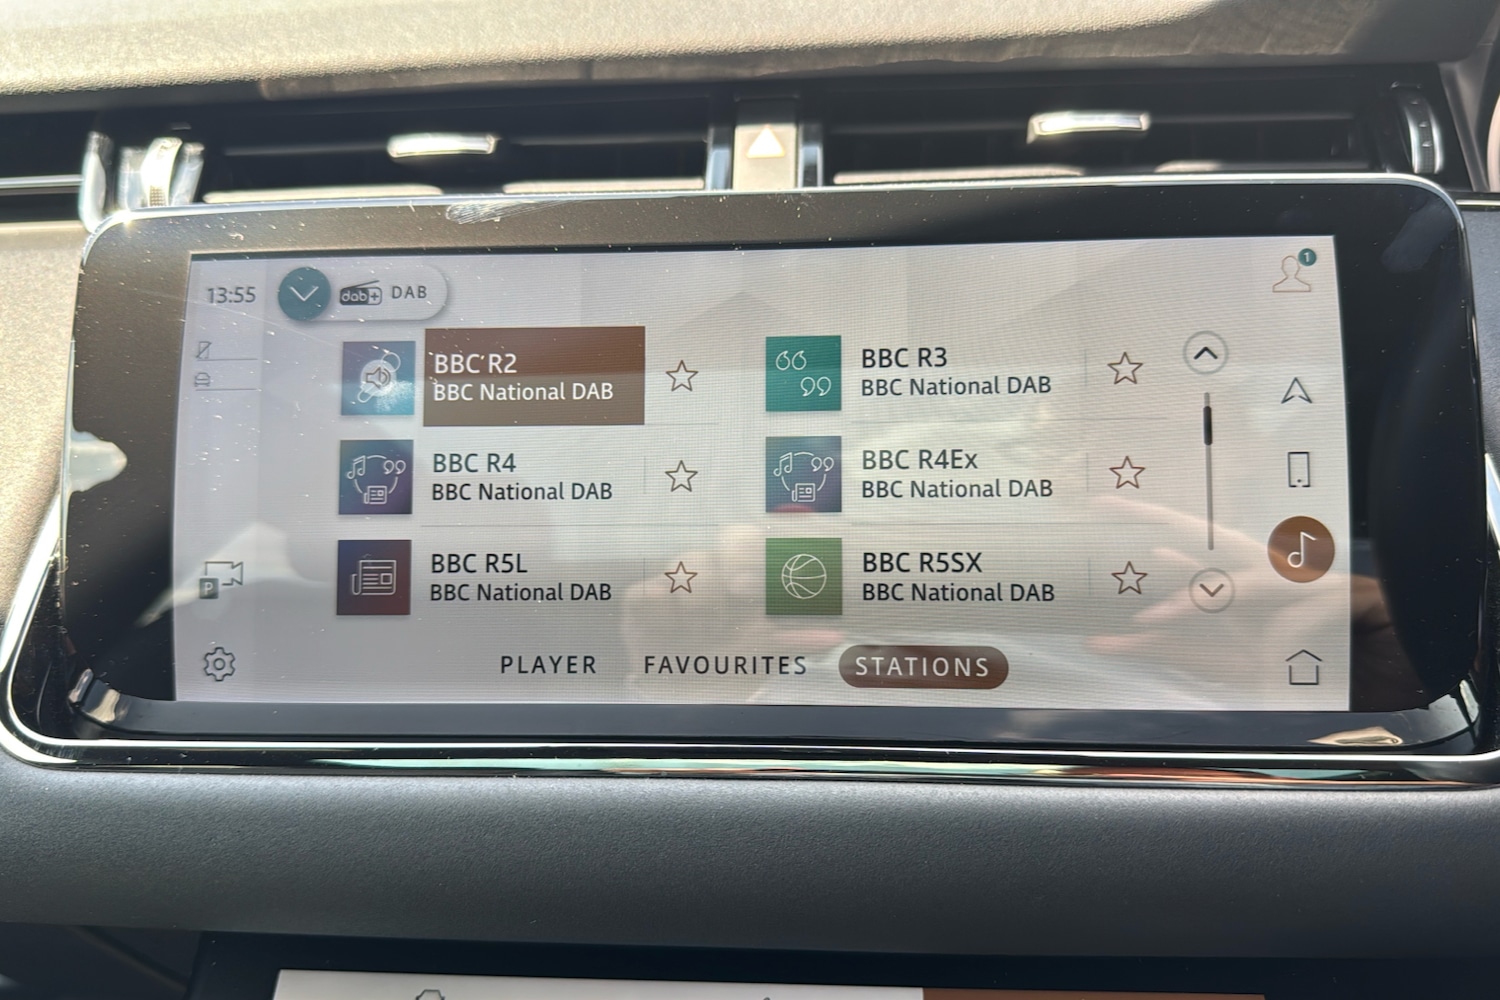 13:55
dab+ DAB
1
BBC R2
BBC National DAB
BBC R3
BBC National DAB
BBC R4
BBC National DAB
BBC R4Ex
BBC National DAB
BBC R5L
BBC National DAB
BBC R5SX
BBC National DAB
P
PLAYER FAVOURITES STATIONS